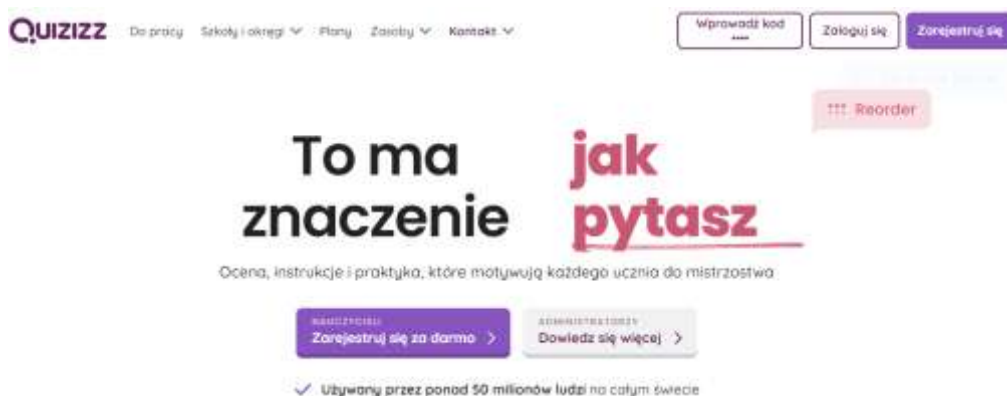 QUIZIZZ Do pracy Szkoły i okręgi Plany Zasoby Kontakt Wprowadź kod Zaloguj się Zarejestruj się
Reorder
To ma jak
znaczenie pytasz
Ocena, instrukcje i praktyka, które motywują każdego ucznia do mistrzostwa
NAUCZYCIELI ADMINISTRATORZY
Zarejestruj się za darmo Dowiedz się więcej
Używany przez ponad 50 milionów ludzi na całym świecie